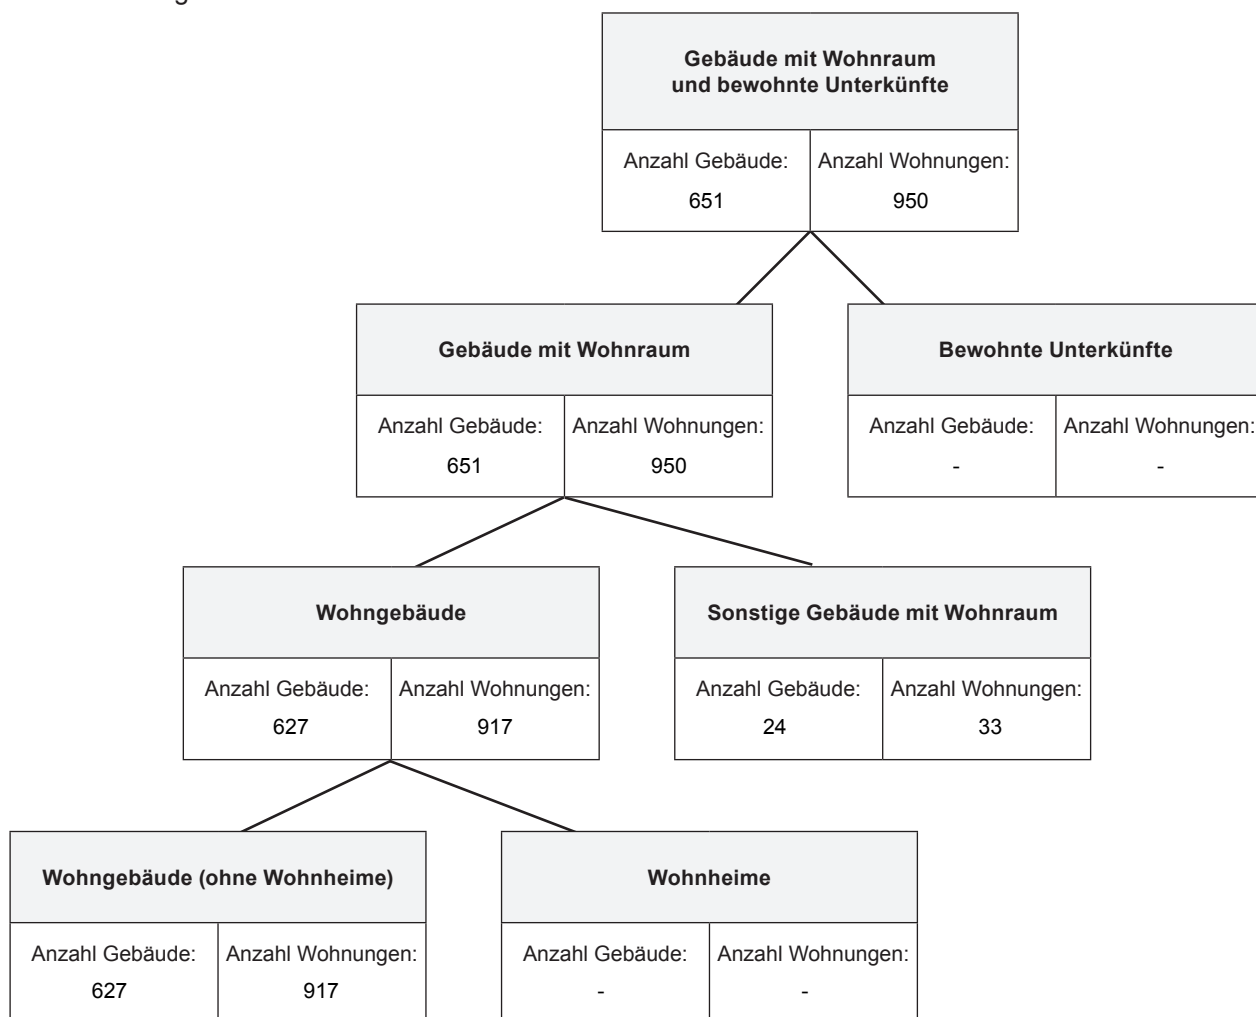 Gebäude mit Wohnraum
und bewohnte Unterkünfte
Anzahl Gebäude: Anzahl Wohnungen:
651 950
Gebäude mit Wohnraum
Anzahl Gebäude: Anzahl Wohnungen:
651 950
Bewohnte Unterkünfte
Anzahl Gebäude: Anzahl Wohnungen:
- -
Wohngebäude
Anzahl Gebäude: Anzahl Wohnungen:
627 917
Sonstige Gebäude mit Wohnraum
Anzahl Gebäude: Anzahl Wohnungen:
24 33
Wohngebäude (ohne Wohnheime)
Anzahl Gebäude: Anzahl Wohnungen:
627 917
Wohnheime
Anzahl Gebäude: Anzahl Wohnungen:
- -